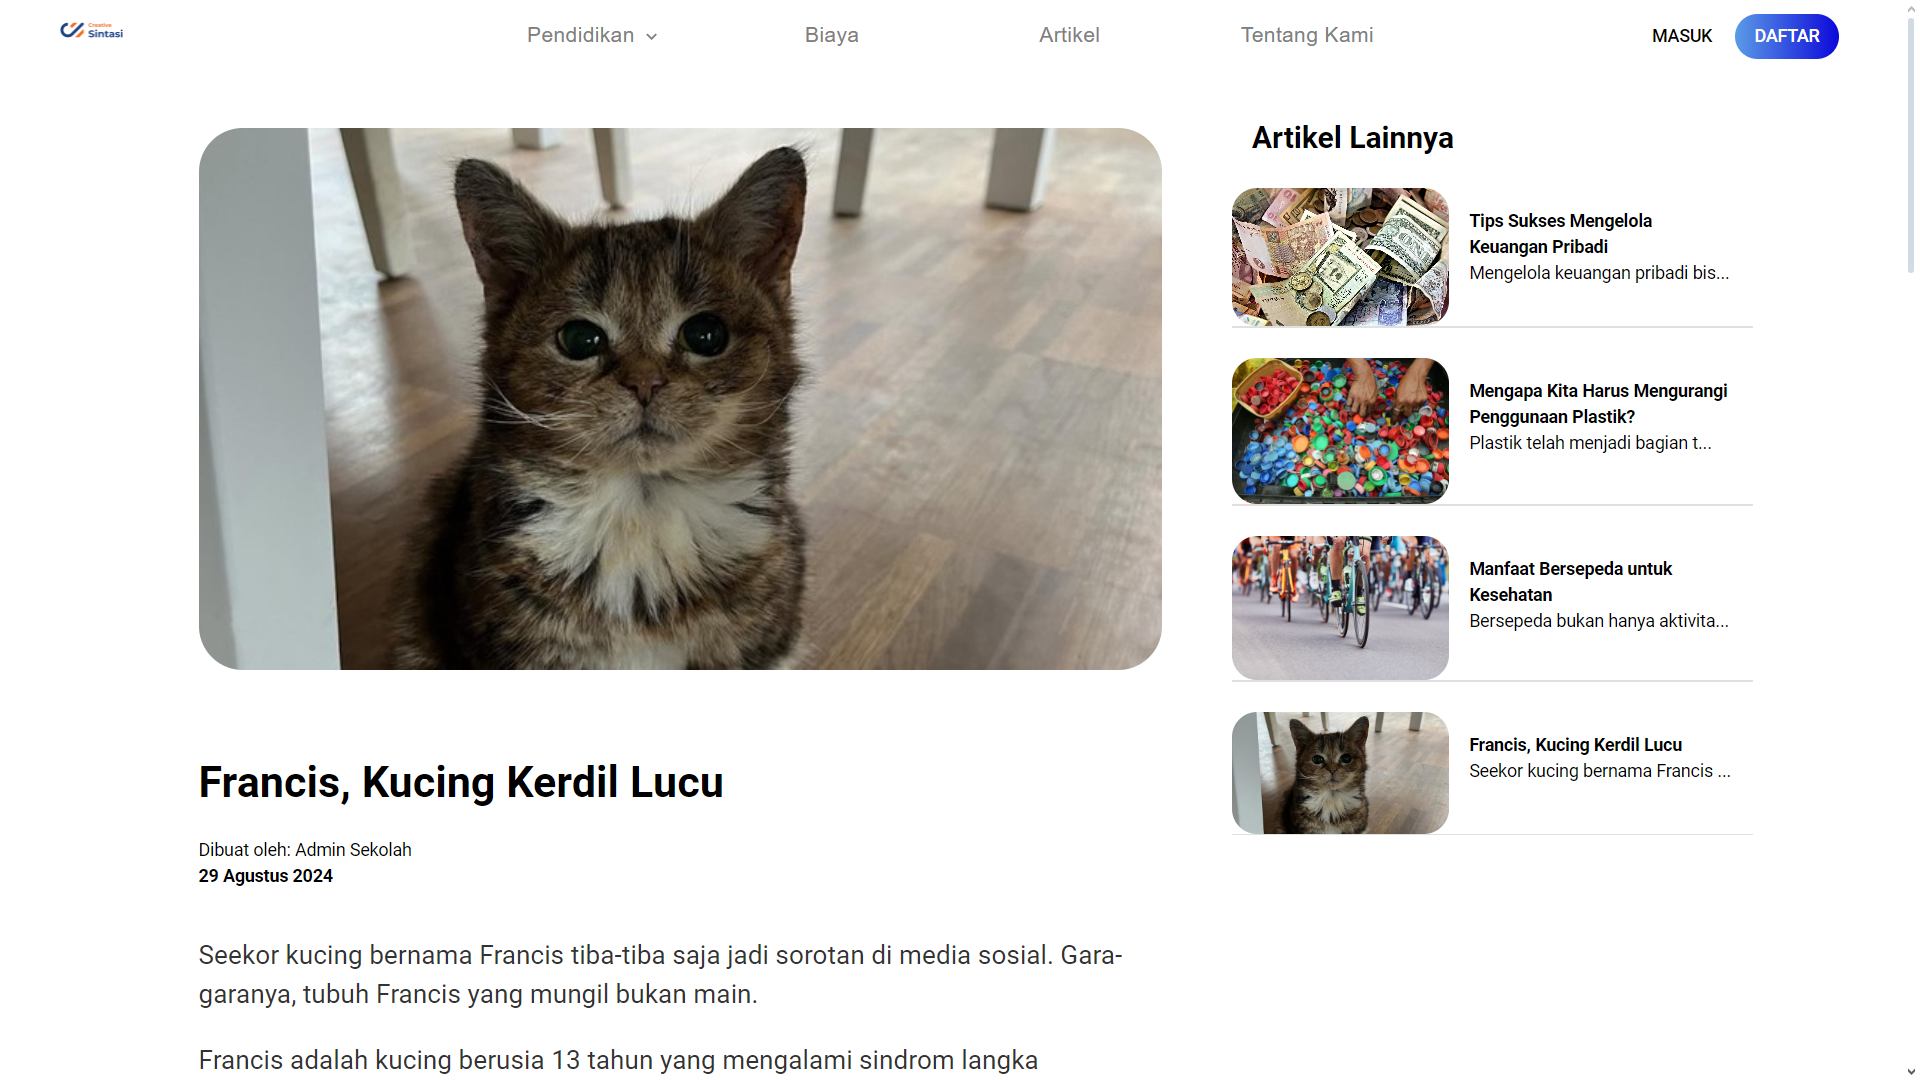 Creative
Sintasi
Pendidikan
Biaya
Artikel
Tentang Kami
MASUK
DAFTAR
Francis, Kucing Kerdil Lucu
Dibuat oleh: Admin Sekolah
29 Agustus 2024
Seekor kucing bernama Francis tiba-tiba saja jadi sorotan di media sosial. Gara-
garanya, tubuh Francis yang mungil bukan main.
Francis adalah kucing berusia 13 tahun yang mengalami sindrom langka
Artikel Lainnya
Tips Sukses Mengelola
Keuangan Pribadi
Mengelola keuangan pribadi bis...
Mengapa Kita Harus Mengurangi
Penggunaan Plastik?
Plastik telah menjadi bagian t...
Manfaat Bersepeda untuk
Kesehatan
Bersepeda bukan hanya aktivita...
Francis, Kucing Kerdil Lucu
Seekor kucing bernama Francis ...